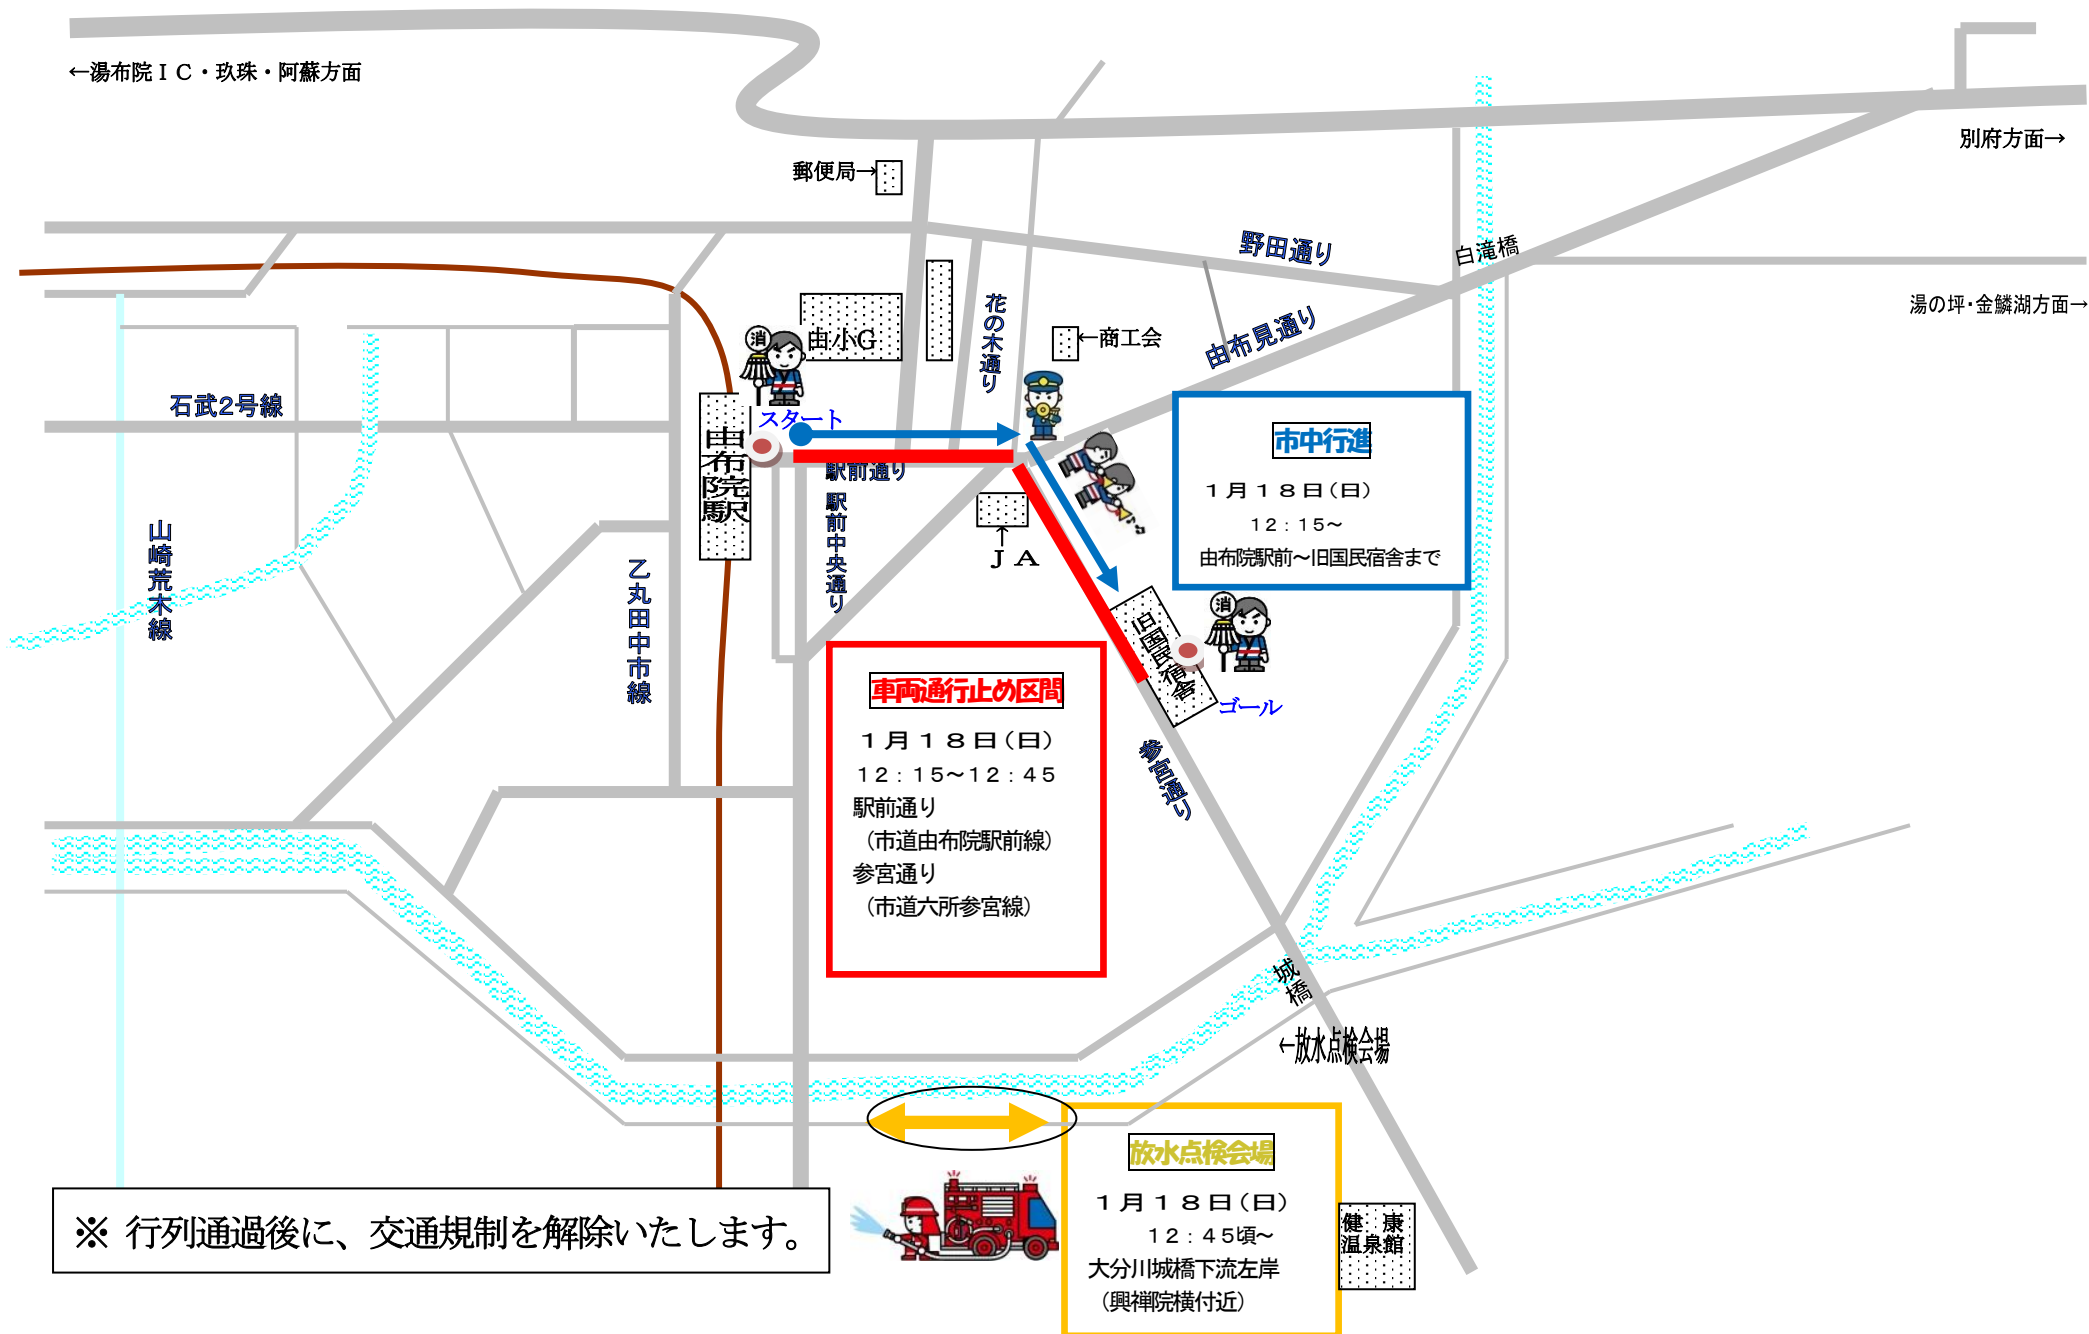 ←湯布院ＩＣ・玖珠・阿蘇方面
別府方面→
郵便局→
野田通り
白滝橋
湯の坪・金鱗湖方面→
花の木通り
由布見通り
←商工会
消
由小G
石武2号線
スタート
由布院駅
駅前通り
駅前中央通り
ＪＡ
↑
山崎荒木線
乙丸田中市線
市中行進
１月１８日（日）
１２：１５～
由布院駅前～旧国民宿舎まで
消
旧国民宿舎
ゴール
参宮通り
車両通行止め区間
１月１８日（日）
１２：１５～１２：４５
駅前通り
（市道由布院駅前線）
参宮通り
（市道六所参宮線）
城橋
←放水点検会場
放水点検会場
１月１８日（日）
１２：４５頃～
大分川城橋下流左岸
（興禅院横付近）
健　康
温泉館
※ 行列通過後に、交通規制を解除いたします。